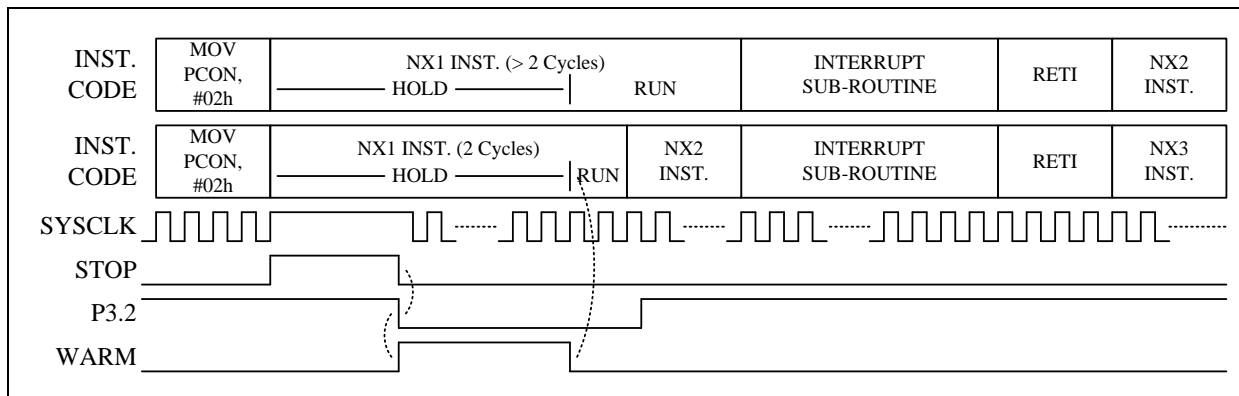 INST.
CODE
MOV
PCON,
#02h
NX1 INST. (> 2 Cycles)
HOLD
RUN
INTERRUPT
SUB-ROUTINE
RETI
NX2
INST.
INST.
CODE
MOV
PCON,
#02h
NX1 INST. (2 Cycles)
HOLD
RUN
NX2
INST.
INTERRUPT
SUB-ROUTINE
RETI
NX3
INST.
SYSCLK
STOP
P3.2
WARM